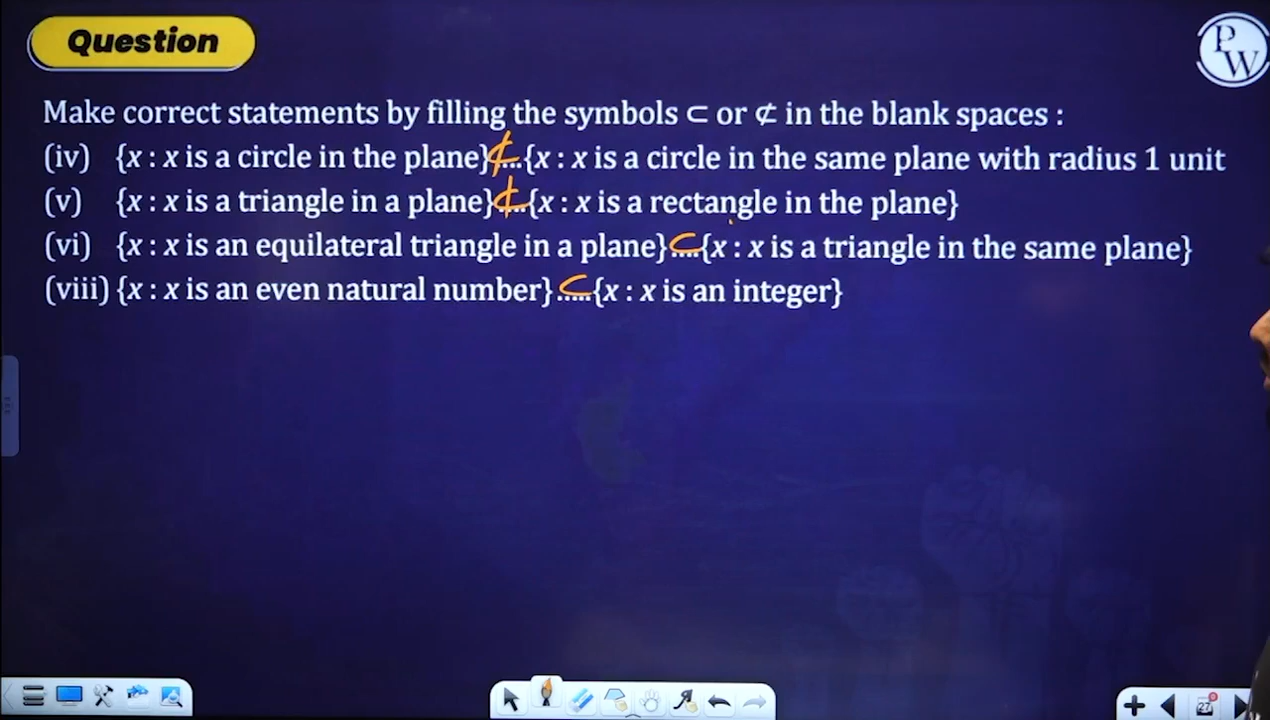 Question
PW
Make correct statements by filling the symbols ⊂ or ⊄ in the blank spaces :
(iv) {x : x is a circle in the plane}⊄...{x : x is a circle in the same plane with radius 1 unit
(v) {x : x is a triangle in a plane}⊄...{x : x is a rectangle in the plane}
(vi) {x : x is an equilateral triangle in a plane}⊂....{x : x is a triangle in the same plane}
(viii) {x : x is an even natural number}⊂.....{x : x is an integer}
27